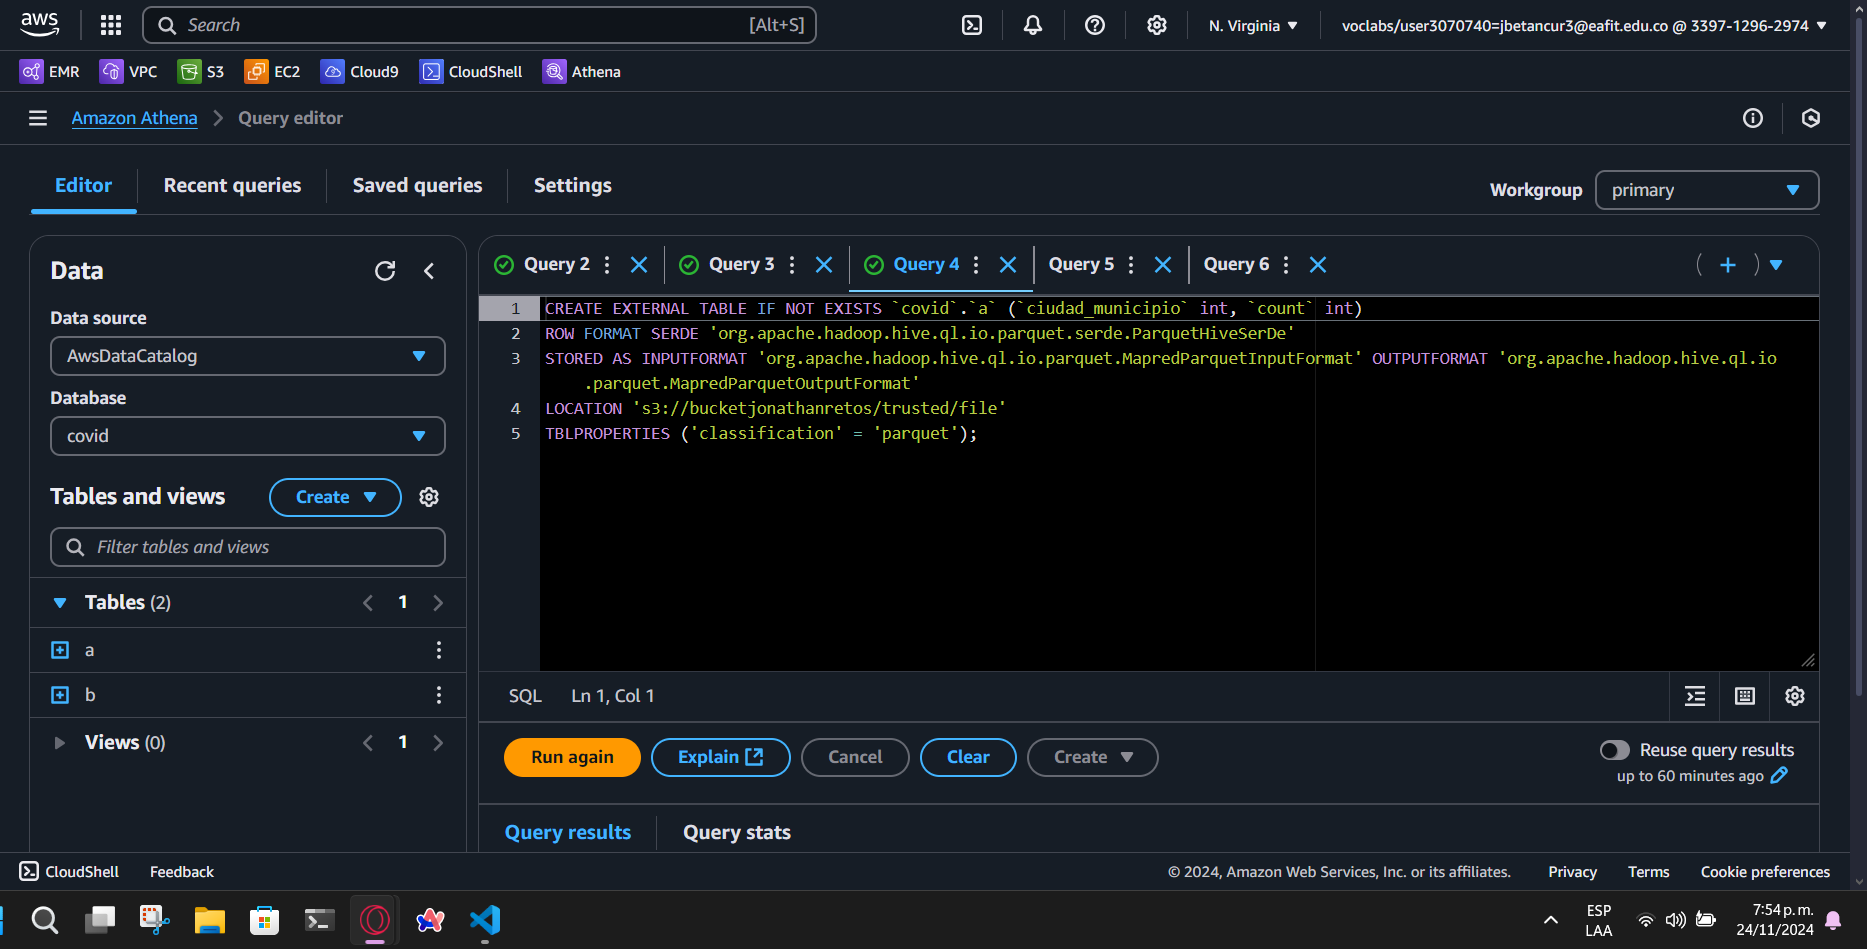 aws
Search [Alt+S]
N. Virginia
voclabs/user3070740=jbetancur3@eafit.edu.co @ 3397-1296-2974
EMR VPC S3 EC2 Cloud9 CloudShell Athena
Amazon Athena > Query editor
Editor Recent queries Saved queries Settings
Workgroup primary
Data
Data source
AwsDataCatalog
Database
covid
Tables and views Create
Filter tables and views
Tables (2) < 1 >
a
b
Views (0) < 1 >
Query 2 Query 3 Query 4 Query 5 Query 6
1 CREATE EXTERNAL TABLE IF NOT EXISTS `covid`.`a` (`ciudad_municipio` int, `count` int)
2 ROW FORMAT SERDE 'org.apache.hadoop.hive.ql.io.parquet.serde.ParquetHiveSerDe'
3 STORED AS INPUTFORMAT 'org.apache.hadoop.hive.ql.io.parquet.MapredParquetInputFormat' OUTPUTFORMAT 'org.apache.hadoop.hive.ql.io
.parquet.MapredParquetOutputFormat'
4 LOCATION 's3://bucketjonathanretos/trusted/file'
5 TBLPROPERTIES ('classification' = 'parquet');
SQL Ln 1, Col 1
Run again Explain Cancel Clear Create
Reuse query results
up to 60 minutes ago
Query results Query stats
CloudShell Feedback
© 2024, Amazon Web Services, Inc. or its affiliates. Privacy Terms Cookie preferences
ESP
LAA
7:54 p. m.
24/11/2024